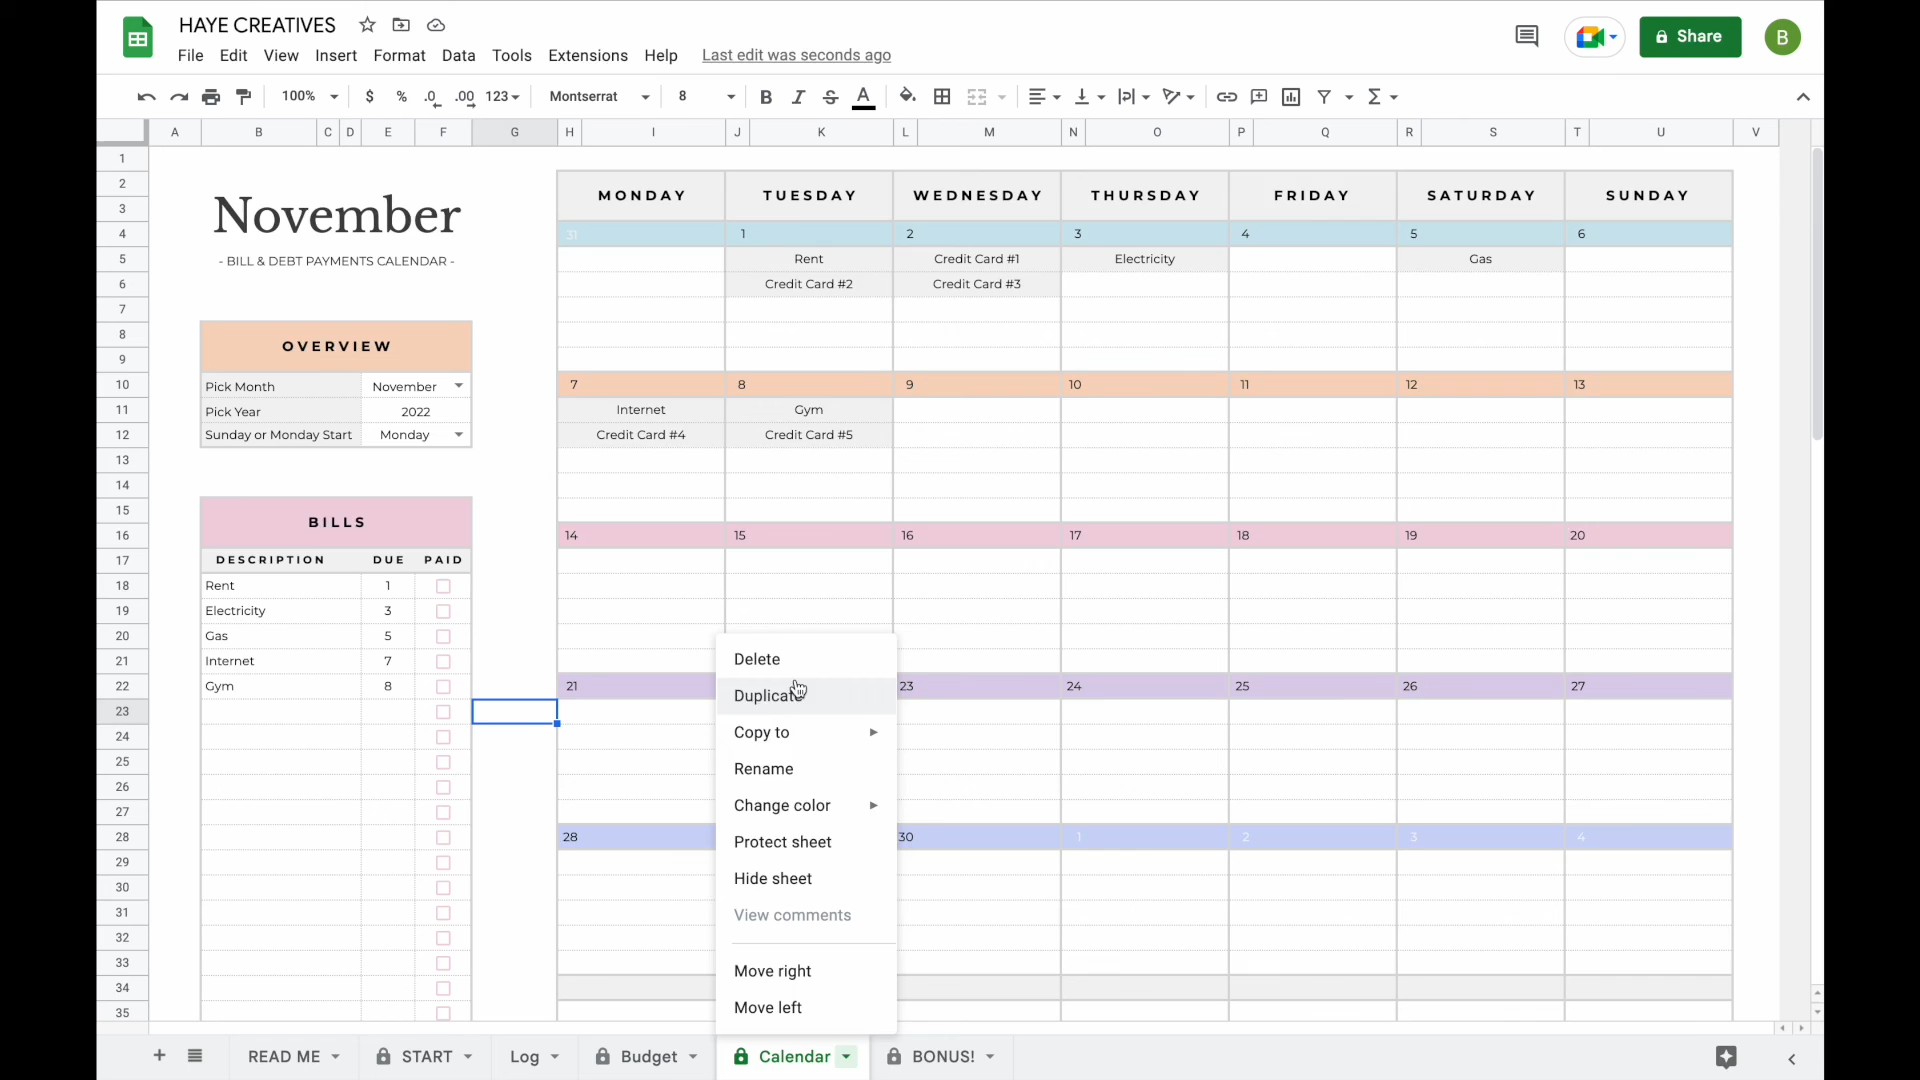 HAYE CREATIVES
File Edit View Insert Format Data Tools Extensions Help Last edit was seconds ago
Share
B
100% $ % .0 .00 123 Montserrat 8 B I S A
A B C D E F G H I J K L M N O P Q R S T U V
1
2 MONDAY TUESDAY WEDNESDAY THURSDAY FRIDAY SATURDAY SUNDAY
3 November
4 31 1 2 3 4 5 6
5 - BILL & DEBT PAYMENTS CALENDAR - Rent Credit Card #1 Electricity Gas
6 Credit Card #2 Credit Card #3
7
8
9 OVERVIEW
10 Pick Month November 7 8 9 10 11 12 13
11 Pick Year 2022 Internet Gym
12 Sunday or Monday Start Monday Credit Card #4 Credit Card #5
13
14
15
16 BILLS 14 15 16 17 18 19 20
17 DESCRIPTION DUE PAID
18 Rent 1
19 Electricity 3
20 Gas 5
21 Internet 7
22 Gym 8 21 23 24 25 26 27
23
24
25
26
27
28 28 30 1 2 3 4
29
30
31
32
33
34
35
Delete
Duplicate
Copy to
Rename
Change color
Protect sheet
Hide sheet
View comments
Move right
Move left
READ ME START Log Budget Calendar BONUS!